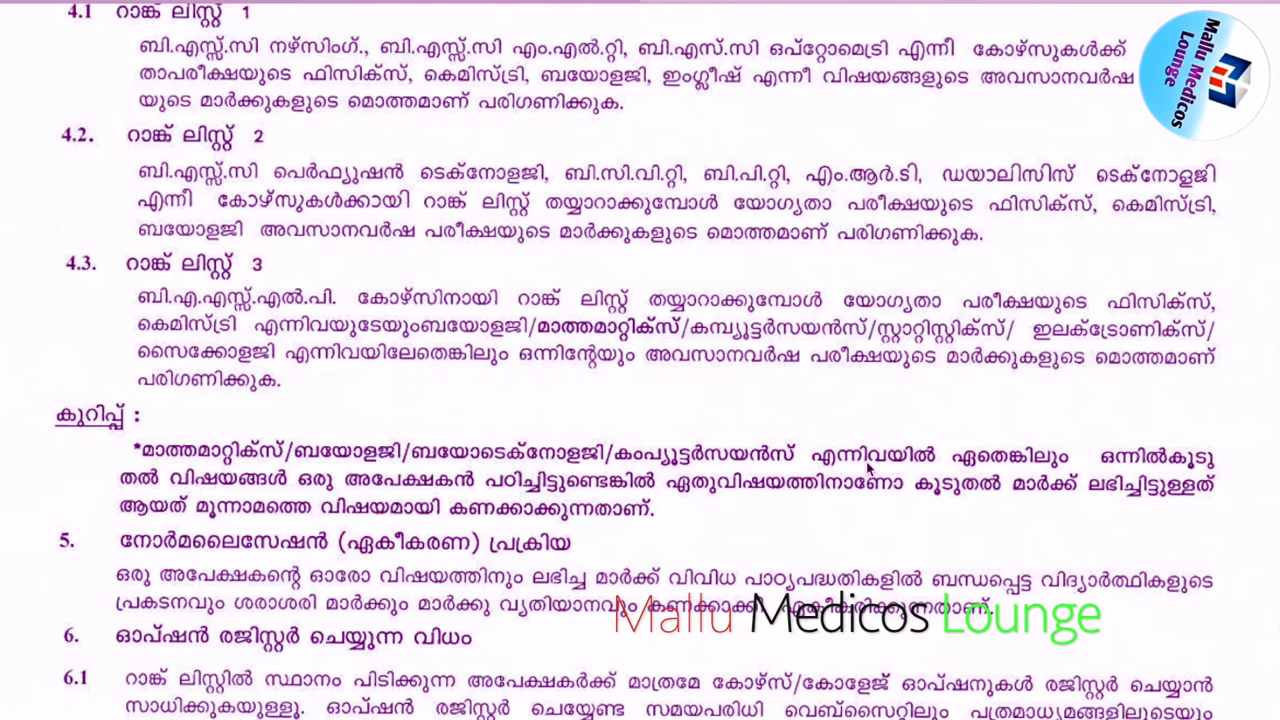 4.1 റാങ്ക് ലിസ്റ്റ് 1
ബി.എസ്സ്.സി നഴ്സിംഗ്., ബി.എസ്സ്.സി എം.എൽ.റ്റി, ബി.എസ്.സി ഒപ്റ്റോമെട്രി എന്നീ കോഴ്സുകൾക്ക്
താപരീക്ഷയുടെ ഫിസിക്സ്, കെമിസ്ട്രി, ബയോളജി, ഇംഗ്ലീഷ് എന്നീ വിഷയങ്ങളുടെ അവസാനവർഷ
യുടെ മാർക്കുകളുടെ മൊത്തമാണ് പരിഗണിക്കുക.
4.2. റാങ്ക് ലിസ്റ്റ് 2
ബി.എസ്സ്.സി പെർഫ്യുഷൻ ടെക്നോളജി, ബി.സി.വി.റ്റി, ബി.പി.റ്റി, എം.ആർ.ടി, ഡയാലിസിസ് ടെക്നോളജി
എന്നീ കോഴ്സുകൾക്കായി റാങ്ക് ലിസ്റ്റ് തയ്യാറാക്കുമ്പോൾ യോഗ്യതാ പരീക്ഷയുടെ ഫിസിക്സ്, കെമിസ്ട്രി,
ബയോളജി അവസാനവർഷ പരീക്ഷയുടെ മാർക്കുകളുടെ മൊത്തമാണ് പരിഗണിക്കുക.
4.3. റാങ്ക് ലിസ്റ്റ് 3
ബി.എ.എസ്സ്.എൽ.പി. കോഴ്സിനായി റാങ്ക് ലിസ്റ്റ് തയ്യാറാക്കുമ്പോൾ യോഗ്യതാ പരീക്ഷയുടെ ഫിസിക്സ്,
കെമിസ്ട്രി എന്നിവയുടേയുംബയോളജി/മാത്തമാറ്റിക്സ്/കമ്പ്യൂട്ടർസയൻസ്/സ്റ്റാറ്റിസ്റ്റിക്സ്/ ഇലക്ട്രോണിക്സ്/
സൈക്കോളജി എന്നിവയിലേതെങ്കിലും ഒന്നിന്റേയും അവസാനവർഷ പരീക്ഷയുടെ മാർക്കുകളുടെ മൊത്തമാണ്
പരിഗണിക്കുക.
കുറിപ്പ് :
*മാത്തമാറ്റിക്സ്/ബയോളജി/ബയോടെക്നോളജി/കംപ്യൂട്ടർസയൻസ് എന്നിവയിൽ ഏതെങ്കിലും ഒന്നിൽകൂടു
തൽ വിഷയങ്ങൾ ഒരു അപേക്ഷകൻ പഠിച്ചിട്ടുണ്ടെങ്കിൽ ഏതുവിഷയത്തിനാണോ കൂടുതൽ മാർക്ക് ലഭിച്ചിട്ടുള്ളത്
ആയത് മൂന്നാമത്തെ വിഷയമായി കണക്കാക്കുന്നതാണ്.
5. നോർമലൈസേഷൻ (ഏകീകരണ) പ്രക്രിയ
ഒരു അപേക്ഷകന്റെ ഓരോ വിഷയത്തിനും ലഭിച്ച മാർക്ക് വിവിധ പാഠ്യപദ്ധതികളിൽ ബന്ധപ്പെട്ട വിദ്യാർത്ഥികളുടെ
പ്രകടനവും ശരാശരി മാർക്കും മാർക്കു വ്യതിയാനവും കണക്കാക്കി ഏകീകരിക്കുന്നതാണ്.
Mallu Medicos Lounge
6. ഓപ്ഷൻ രജിസ്റ്റർ ചെയ്യുന്ന വിധം
6.1 റാങ്ക് ലിസ്റ്റിൽ സ്ഥാനം പിടിക്കുന്ന അപേക്ഷകർക്ക് മാത്രമേ കോഴ്സ്/കോളേജ് ഓപ്ഷനുകൾ രജിസ്റ്റർ ചെയ്യാൻ
സാധിക്കുകയുള്ളൂ. ഓപ്ഷൻ രജിസ്റ്റർ ചെയ്യേണ്ട സമയപരിധി വെബ്സൈറ്റിലും പത്രമാധ്യമങ്ങളിലൂടെയും
Mallu Medicos
Lounge